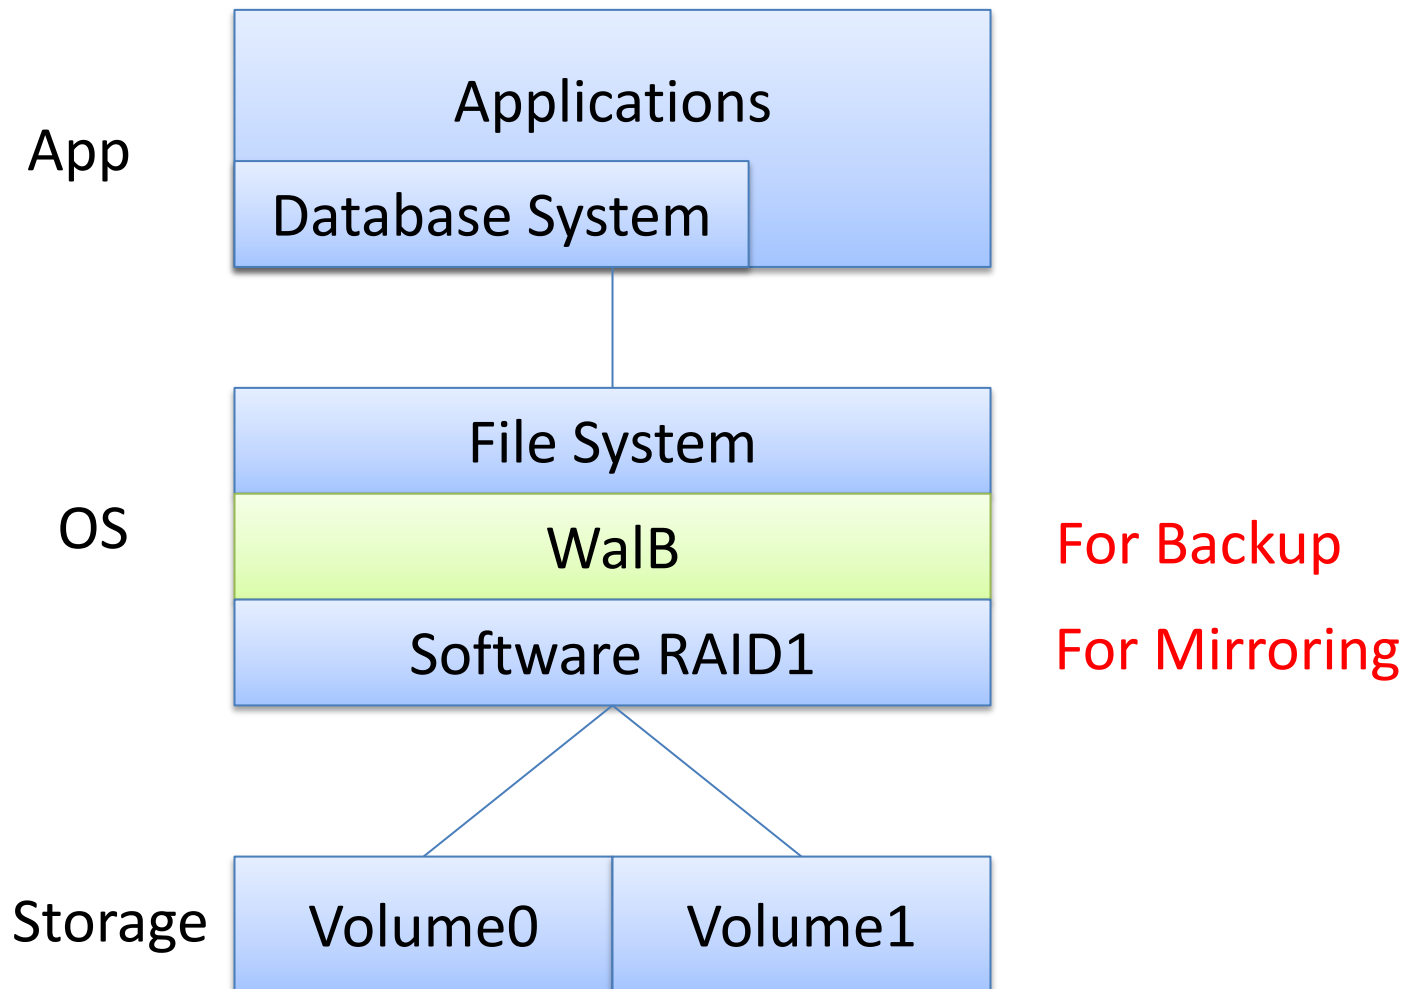 Applications
App
Database System
File System
OS
WalB
For Backup
Software RAID1
For Mirroring
Storage
Volume0
Volume1